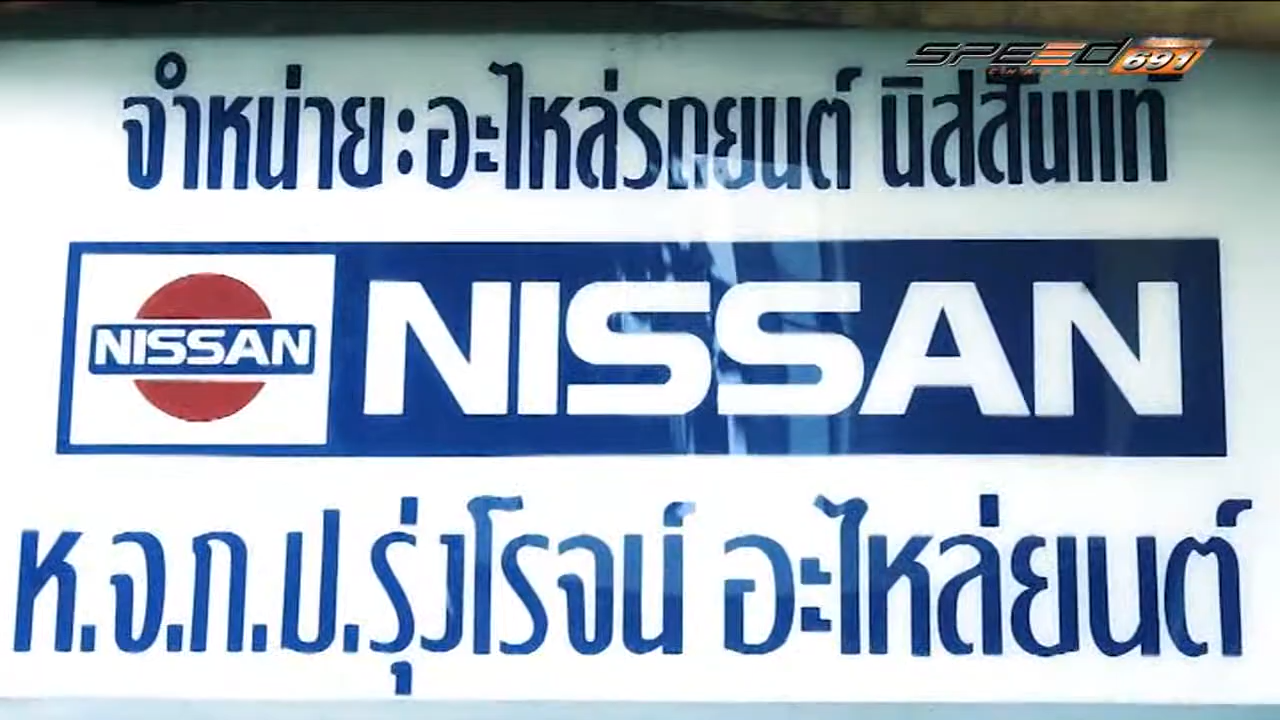 SPEED 691
CHANNEL
จำหน่าย:อะไหล่รถยนต์ นิสสันแท้
NISSAN NISSAN
ห.จ.ก.ป.รุ่งโรจน์ อะไหล่ยนต์